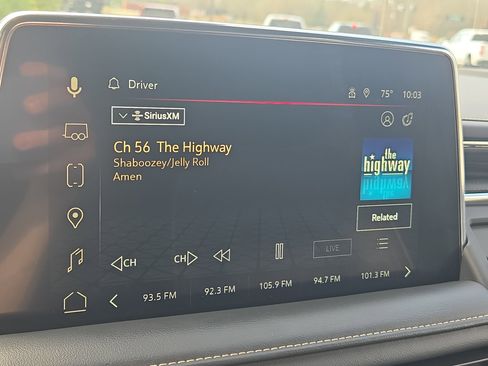 Driver
75° 10:03
SiriusXM
Ch 56 The Highway
Shaboozey/Jelly Roll
Amen
the
highway
Related
CH CH LIVE
93.5 FM 92.3 FM 105.9 FM 94.7 FM 101.3 FM